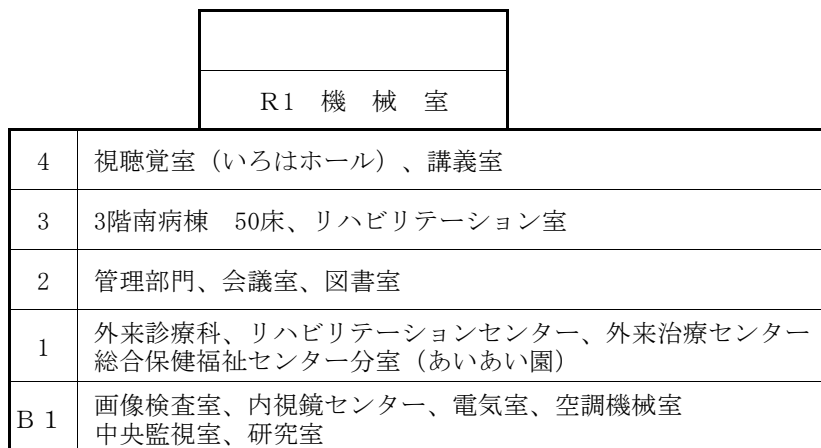 R1 機 械 室
4 視聴覚室（いろはホール）、講義室
3 3階南病棟 50床、リハビリテーション室
2 管理部門、会議室、図書室
1 外来診療科、リハビリテーションセンター、外来治療センター
総合保健福祉センター分室（あいあい園）
B1 画像検査室、内視鏡センター、電気室、空調機械室
中央監視室、研究室